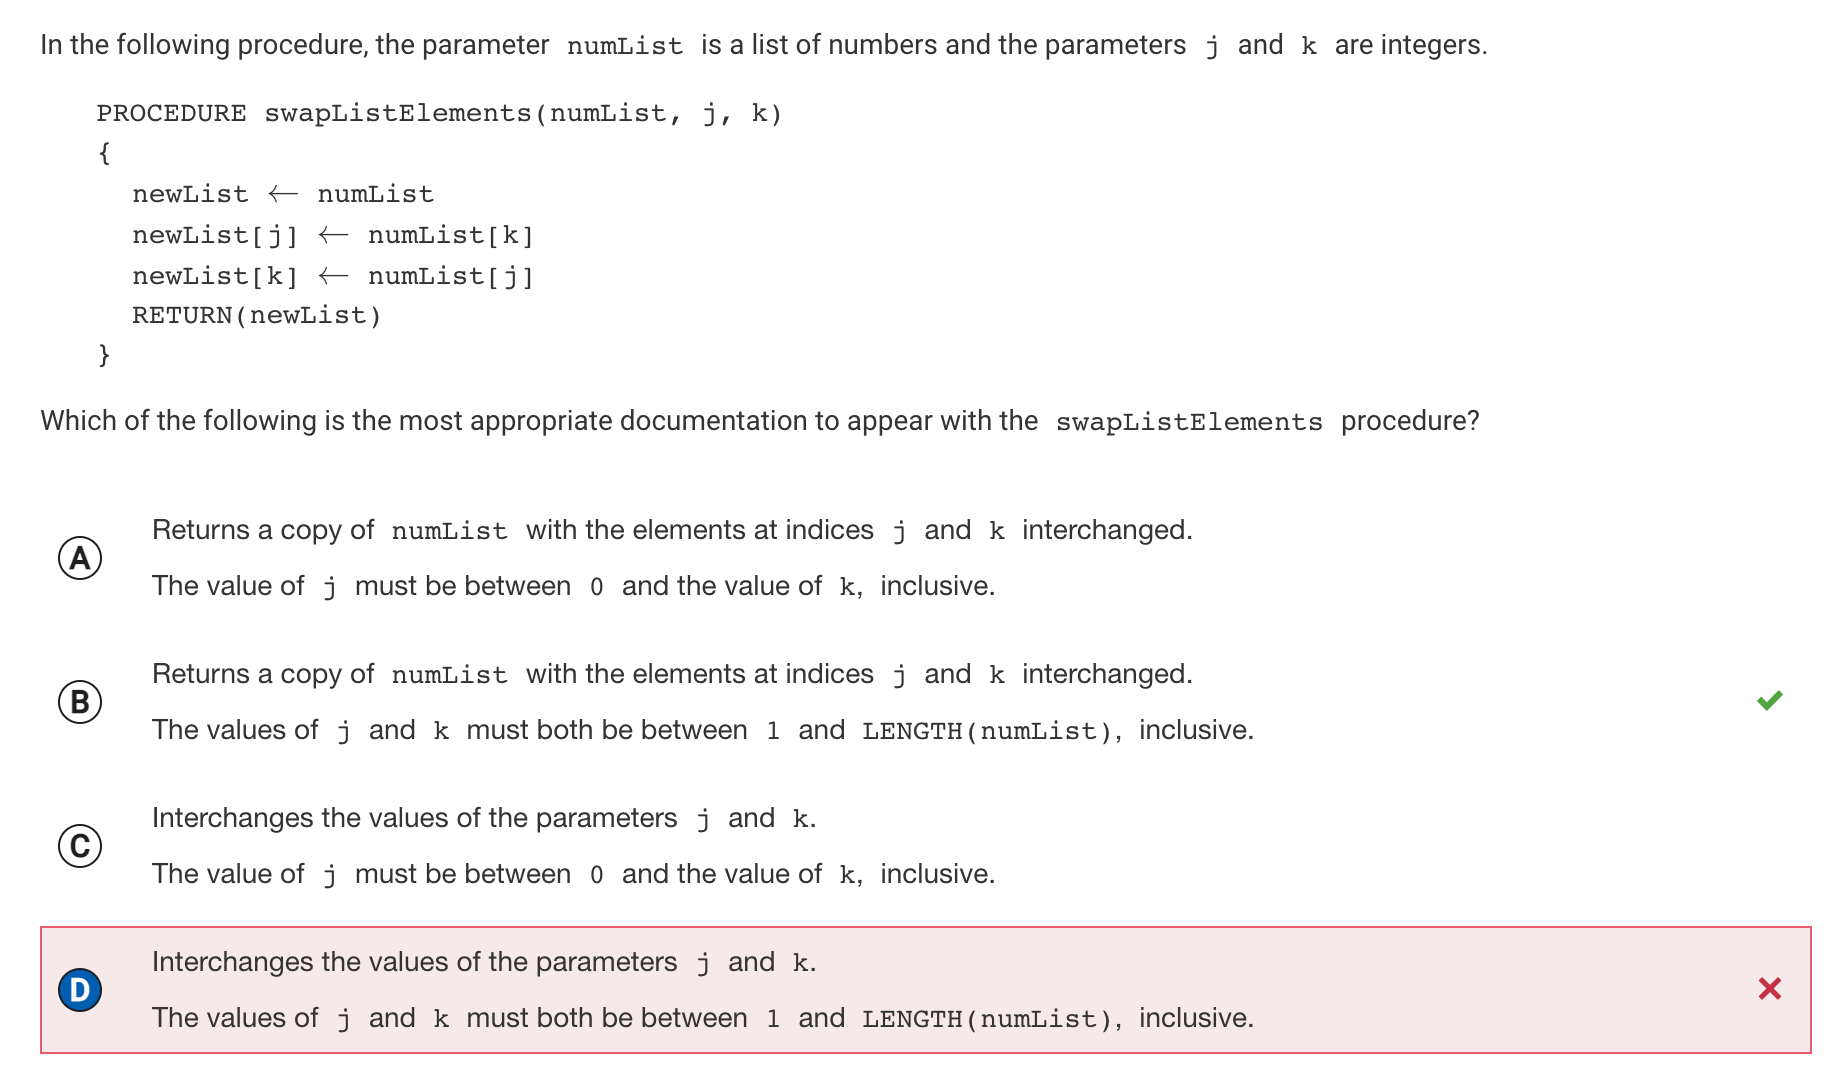 In the following procedure, the parameter numList is a list of numbers and the parameters j and k are integers.
PROCEDURE swapListElements(numList, j, k)
{
newList ← numList
newList[j] ← numList[k]
newList[k] ← numList[j]
RETURN(newList)
}
Which of the following is the most appropriate documentation to appear with the swapListElements procedure?
Returns a copy of numList with the elements at indices j and k interchanged.
A
The value of j must be between 0 and the value of k, inclusive.
Returns a copy of numList with the elements at indices j and k interchanged.
B
The values of j and k must both be between 1 and LENGTH(numList), inclusive.
Interchanges the values of the parameters j and k.
C
The value of j must be between 0 and the value of k, inclusive.
Interchanges the values of the parameters j and k.
D
The values of j and k must both be between 1 and LENGTH(numList), inclusive.